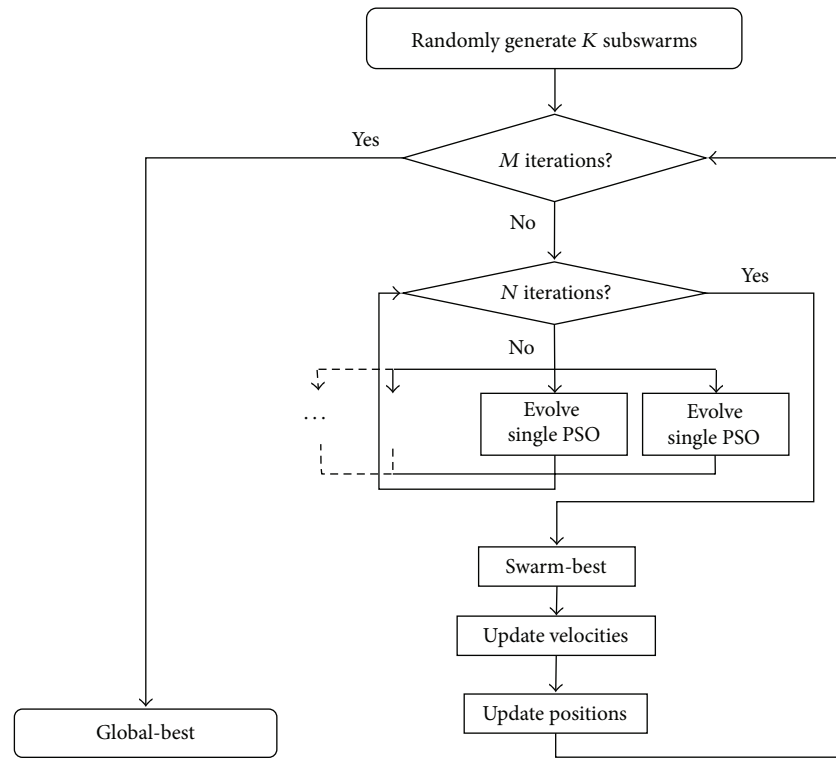 Randomly generate K subswarms
Yes
M iterations?
No
N iterations?
Yes
No
...
Evolve
single PSO
Evolve
single PSO
Swarm-best
Update velocities
Update positions
Global-best